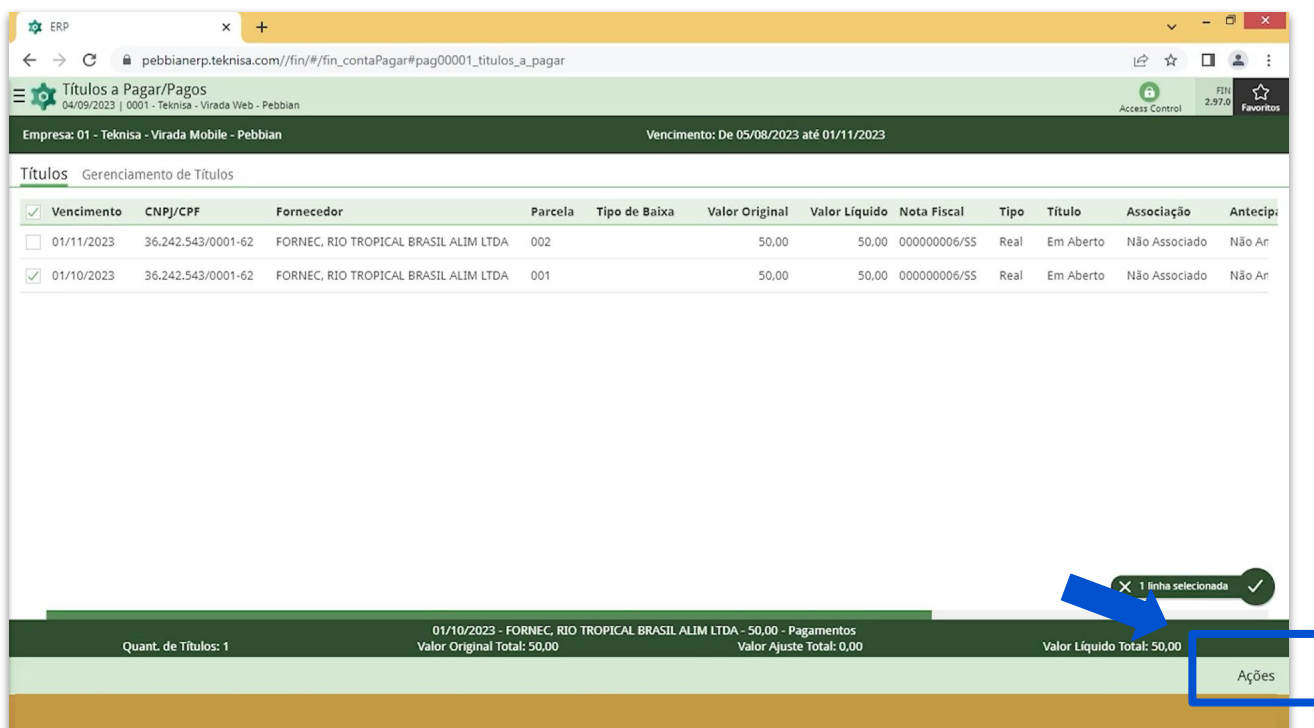 ERP
pebbianerp.teknisa.com//fin/#/fin_contaPagar#pag00001_titulos_a_pagar
Títulos a Pagar/Pagos
04/09/2023 | 0001 - Teknisa - Virada Web - Pebbian
Access Control
FIN
2.97.0
Favoritos
Empresa: 01 - Teknisa - Virada Mobile - Pebbian Vencimento: De 05/08/2023 até 01/11/2023
Títulos Gerenciamento de Títulos
Vencimento CNPJ/CPF Fornecedor Parcela Tipo de Baixa Valor Original Valor Líquido Nota Fiscal Tipo Título Associação Antecipa
01/11/2023 36.242.543/0001-62 FORNEC, RIO TROPICAL BRASIL ALIM LTDA 002 50,00 50,00 000000006/SS Real Em Aberto Não Associado Não An
01/10/2023 36.242.543/0001-62 FORNEC, RIO TROPICAL BRASIL ALIM LTDA 001 50,00 50,00 000000006/SS Real Em Aberto Não Associado Não An
1 linha selecionada
01/10/2023 - FORNEC, RIO TROPICAL BRASIL ALIM LTDA - 50,00 - Pagamentos
Quant. de Títulos: 1 Valor Original Total: 50,00 Valor Ajuste Total: 0,00 Valor Líquido Total: 50,00
Ações